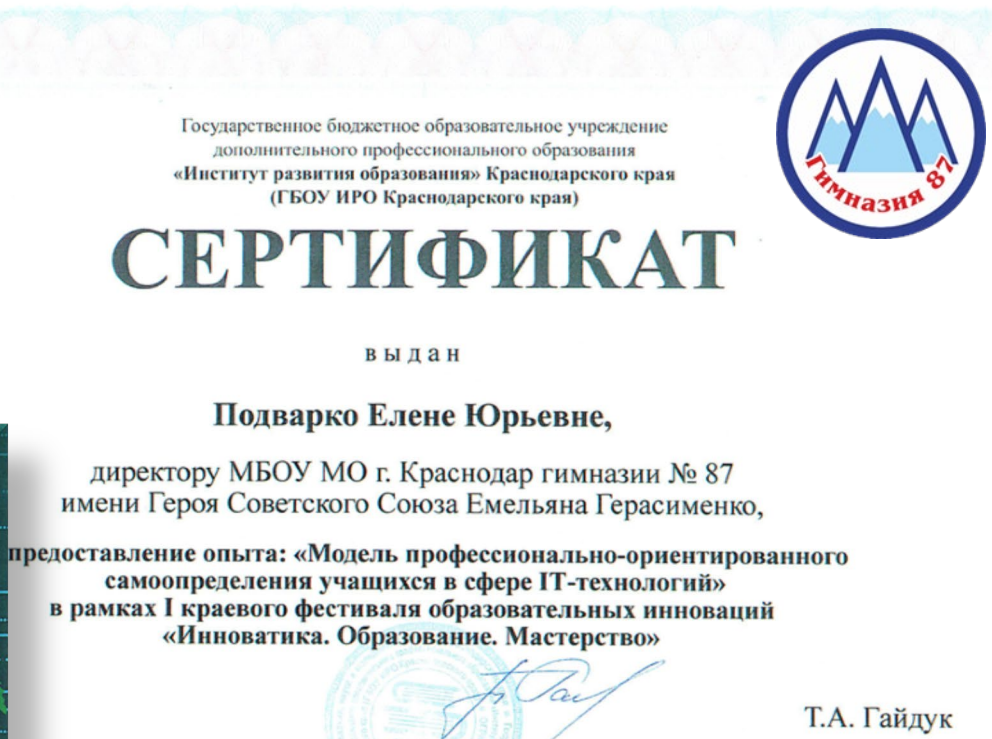 Государственное бюджетное образовательное учреждение
дополнительного профессионального образования
«Институт развития образования» Краснодарского края
(ГБОУ ИРО Краснодарского края)
Гимназия 87
СЕРТИФИКАТ
выдан
Подварко Елене Юрьевне,
директору МБОУ МО г. Краснодар гимназии № 87
имени Героя Советского Союза Емельяна Герасименко,
предоставление опыта: «Модель профессионально-ориентированного
самоопределения учащихся в сфере IT-технологий»
в рамках I краевого фестиваля образовательных инноваций
«Инноватика. Образование. Мастерство»
Т.А. Гайдук